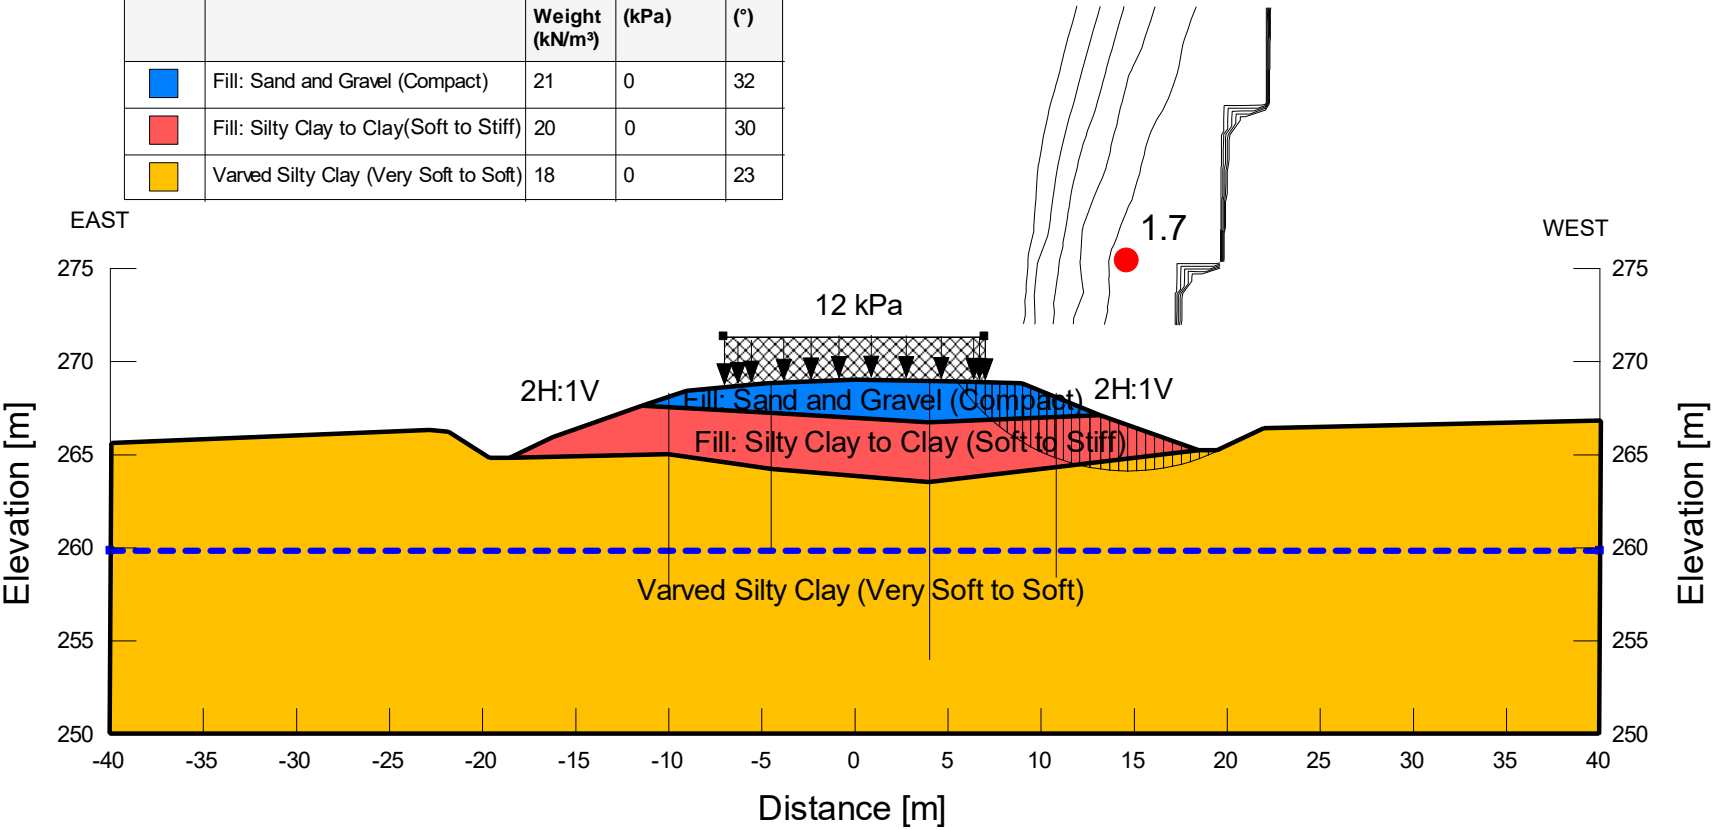 Weight (kPa) (°)
(kN/m³)
Fill: Sand and Gravel (Compact) 21 0 32
Fill: Silty Clay to Clay(Soft to Stiff) 20 0 30
Varved Silty Clay (Very Soft to Soft) 18 0 23
EAST
1.7
WEST
275 275
12 kPa
270 270
2H:1V 2H:1V
Fill: Sand and Gravel (Compact)
Fill: Silty Clay to Clay (Soft to Stiff)
265 265
Elevation [m] Elevation [m]
260 260
Varved Silty Clay (Very Soft to Soft)
255 255
250 250
-40 -35 -30 -25 -20 -15 -10 -5 0 5 10 15 20 25 30 35 40
Distance [m]